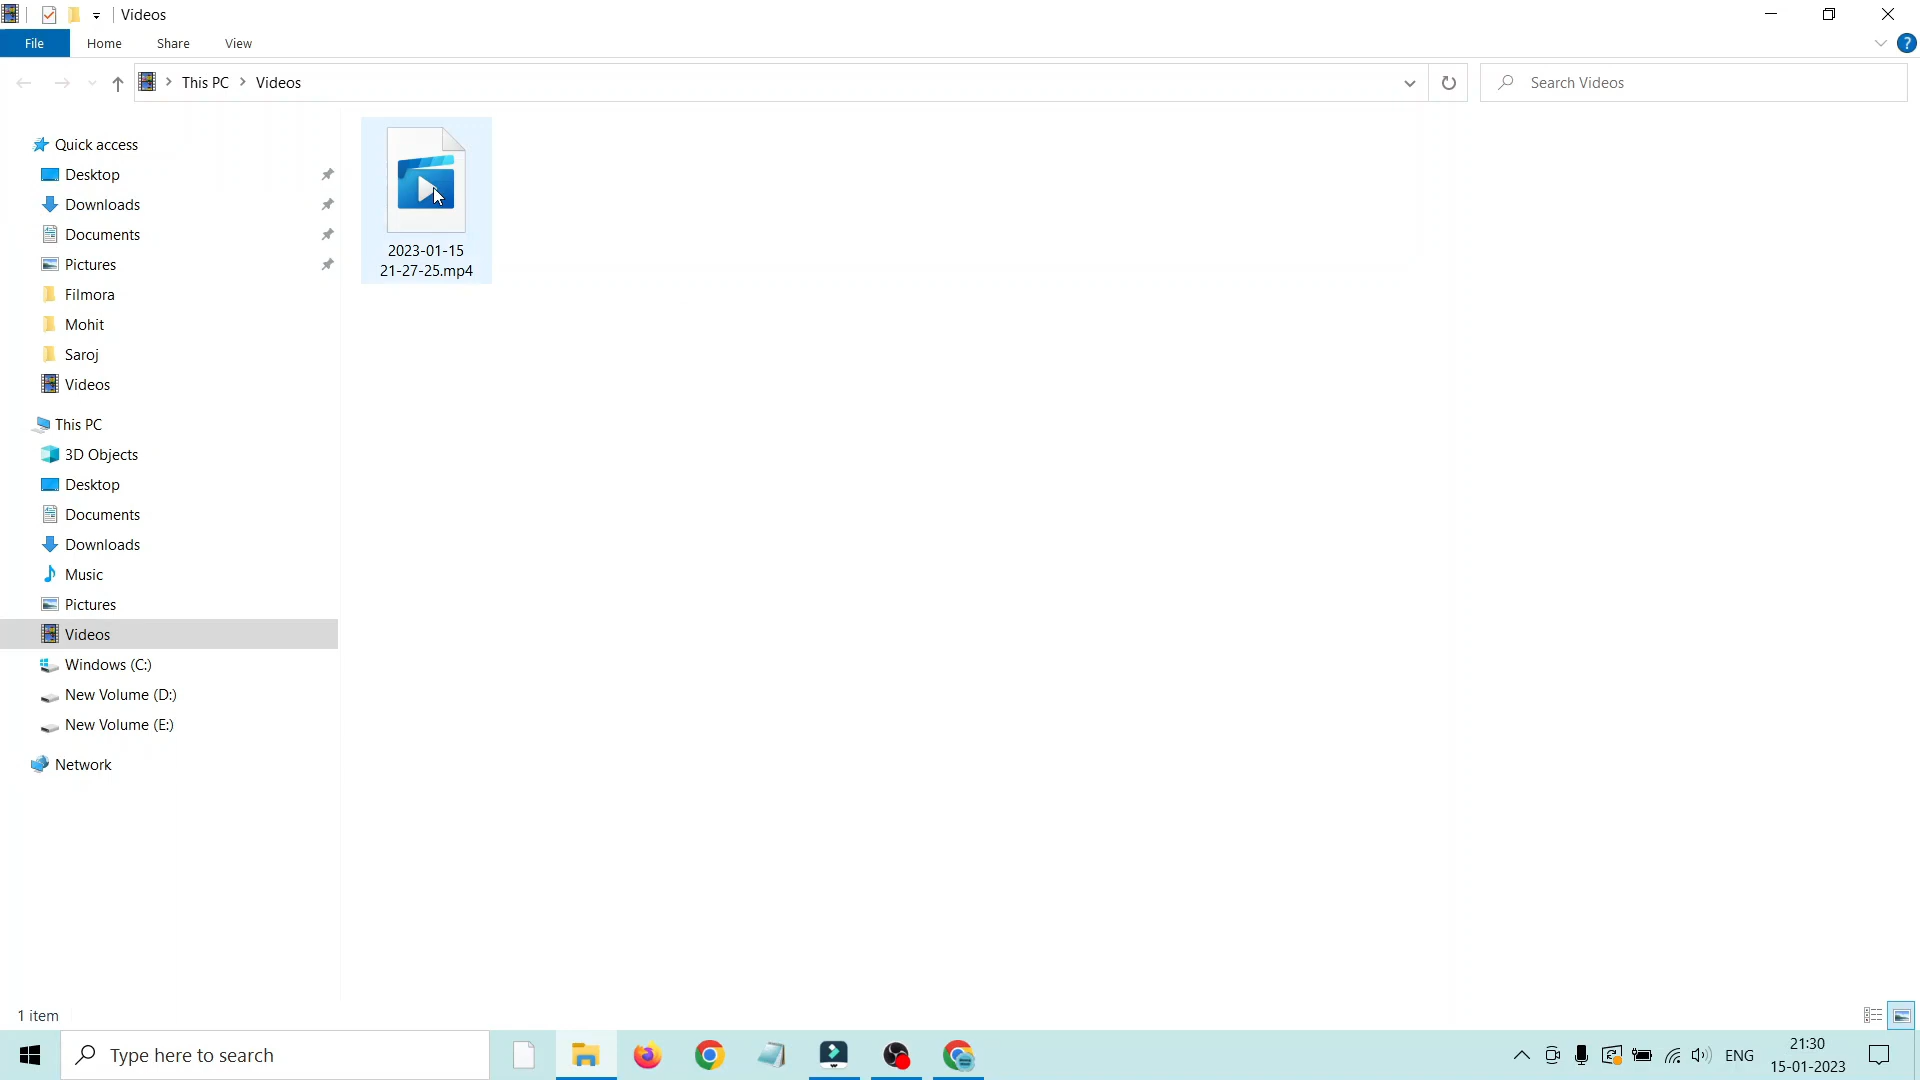 Videos
File Home Share View
This PC Videos
Search Videos
Quick access
Desktop
Downloads
Documents
Pictures
Filmora
Mohit
Saroj
Videos
This PC
3D Objects
Desktop
Documents
Downloads
Music
Pictures
Videos
Windows (C:)
New Volume (D:)
New Volume (E:)
Network
2023-01-15
21-27-25.mp4
1 item
Type here to search
ENG
21:30
15-01-2023